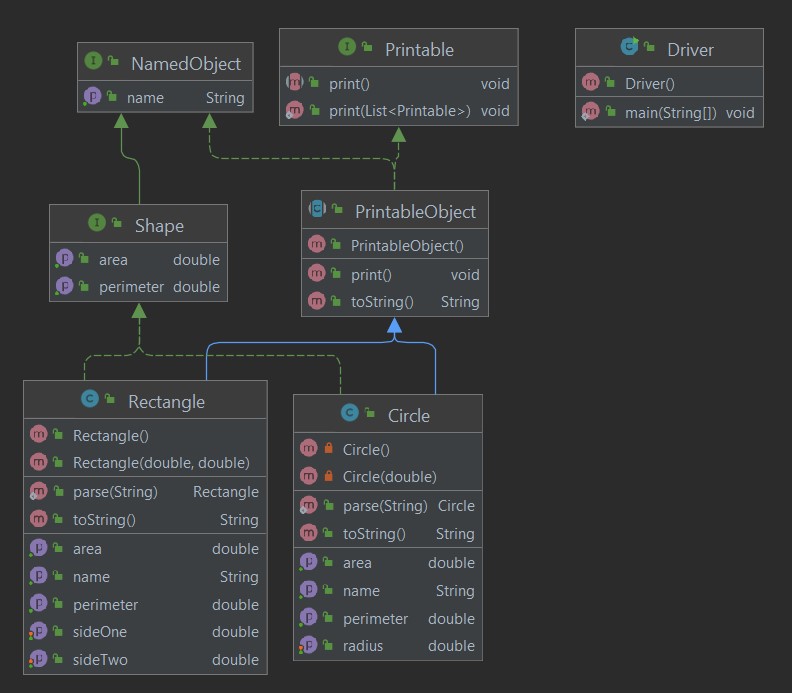 NamedObject
name String
Printable
print() void
print(List<Printable>) void
Driver
Driver()
main(String[]) void
Shape
area double
perimeter double
PrintableObject
PrintableObject()
print() void
toString() String
Rectangle
Rectangle()
Rectangle(double, double)
parse(String) Rectangle
toString() String
area double
name String
perimeter double
sideOne double
sideTwo double
Circle
Circle()
Circle(double)
parse(String) Circle
toString() String
area double
name String
perimeter double
radius double